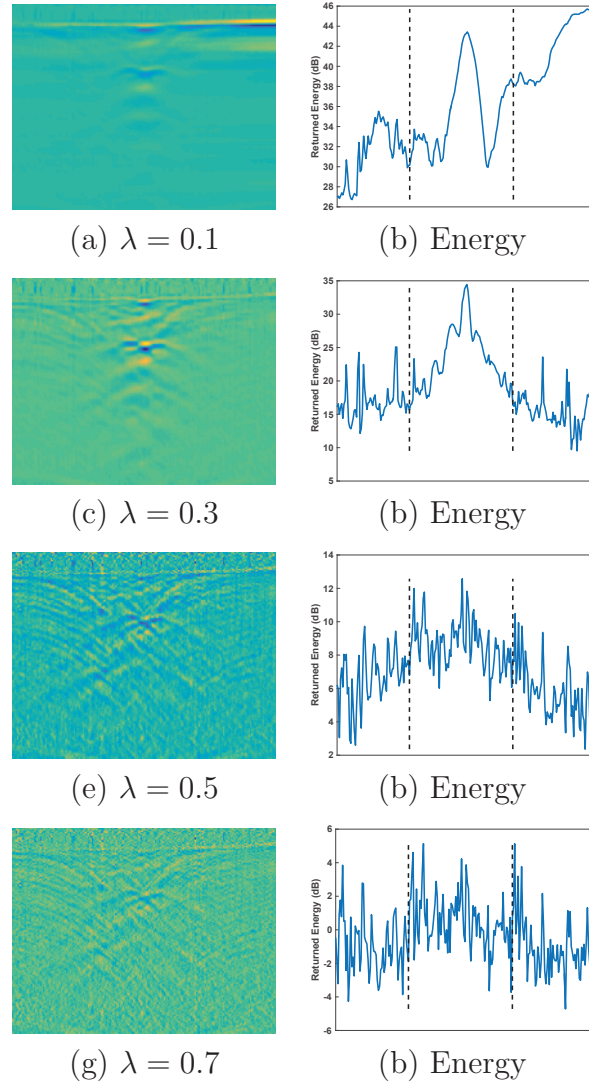 Returned Energy (dB)
46
44
42
40
38
36
34
32
30
28
26
(a) λ = 0.1
(b) Energy
Returned Energy (dB)
35
30
25
20
15
10
5
(c) λ = 0.3
(b) Energy
Returned Energy (dB)
14
12
10
8
6
4
2
(e) λ = 0.5
(b) Energy
Returned Energy (dB)
6
4
2
0
-2
-4
-6
(g) λ = 0.7
(b) Energy